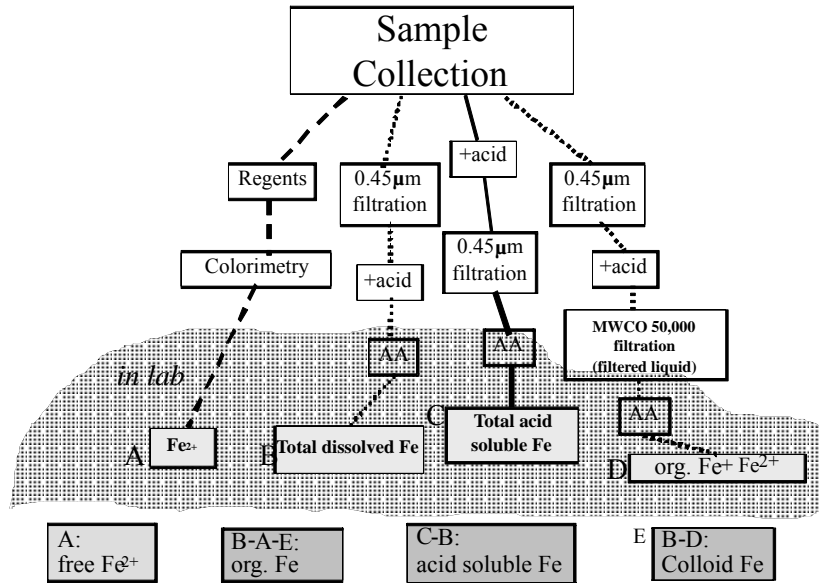 Sample
Collection
+acid
Regents
0.45μm
filtration
0.45μm
filtration
0.45μm
filtration
Colorimetry
+acid
+acid
MWCO 50,000
filtration
(filtered liquid)
in lab
AA
AA
AA
A
Fe2+
B
Total dissolved Fe
C
Total acid
soluble Fe
D
org. Fe+ Fe2+
A:
free Fe2+
B-A-E:
org. Fe
C-B:
acid soluble Fe
E
B-D:
Colloid Fe